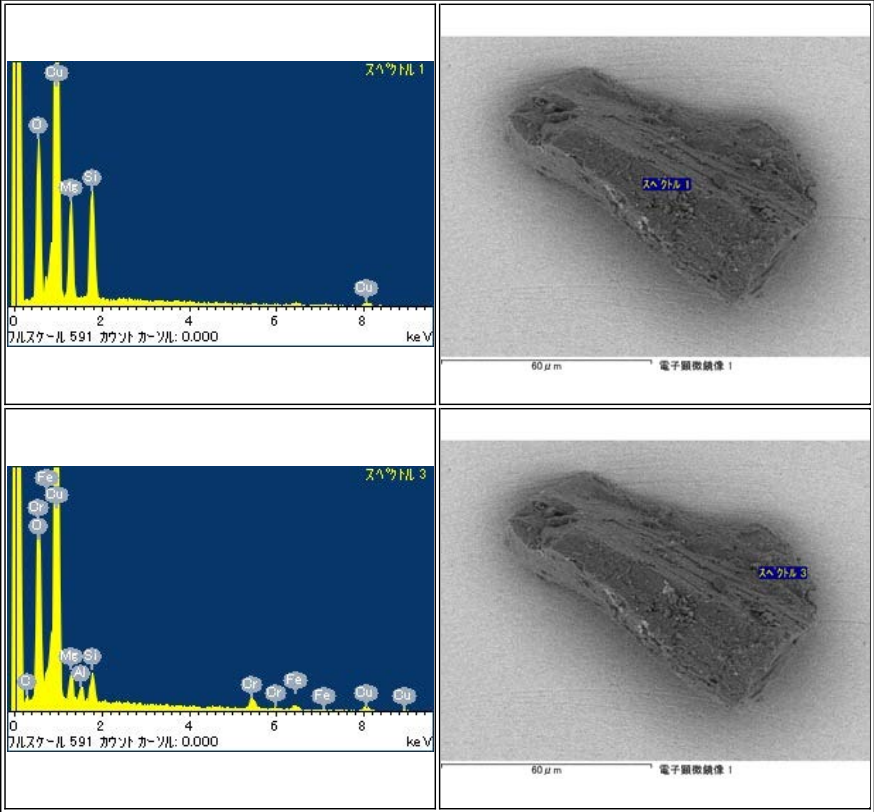 スペクトル 1
Cu
O
Mg
Si
Cu
0 2 4 6 8
フルスケール 591 カウント カーソル: 0.000 keV
スペクトル 1
60μm 電子顕微鏡像 1
スペクトル 3
Fe
Cu
Cr
O
Mg
Si
Al
C
Cr
Cr
Fe
Fe
Cu
Cu
0 2 4 6 8
フルスケール 591 カウント カーソル: 0.000 keV
スペクトル 3
60μm 電子顕微鏡像 1